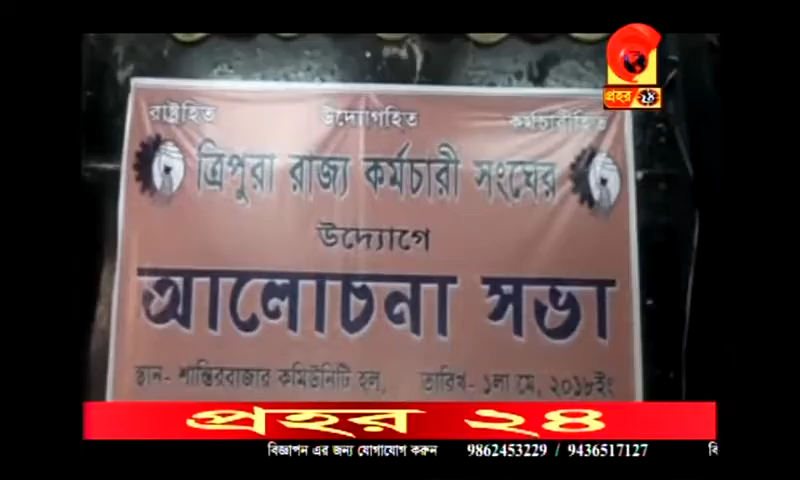 প্রহর ২৪
রাষ্ট্রহিত উদ্যোগহিত কর্মচারীহিত
ত্রিপুরা রাজ্য কর্মচারী সংঘের
উদ্যোগে
আলোচনা সভা
স্থান- শান্তিরবাজার কমিউনিটি হল, তারিখ- ১লা মে, ২০১৮ইং
প্রহর ২৪
বিজ্ঞাপন এর জন্য যোগাযোগ করুন 9862453229 / 9436517127